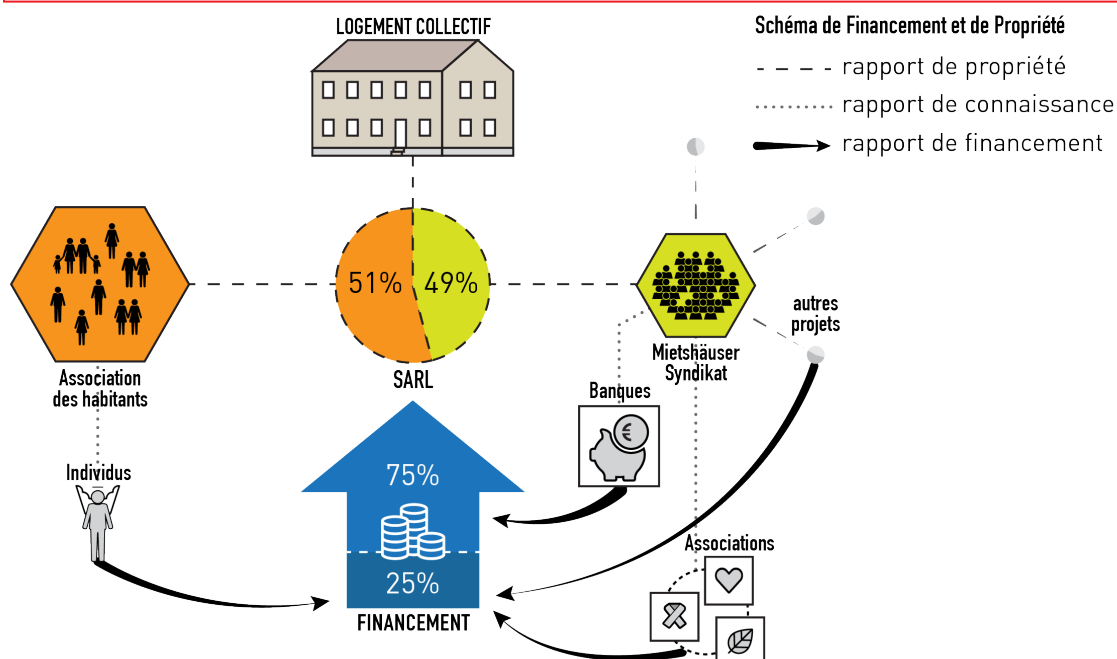 LOGEMENT COLLECTIF
Schéma de Financement et de Propriété
rapport de propriété
rapport de connaissance
rapport de financement
51%
49%
autres
projets
Association
des habitants
SARL
Mietshäuser
Syndikat
Banques
€
75%
Individus
Associations
25%
FINANCEMENT